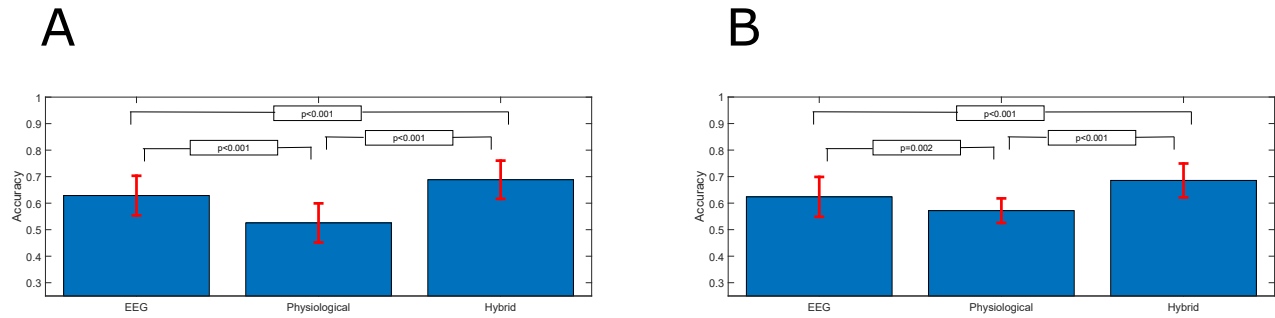 A
1
0.9
0.8
0.7
0.6
0.5
0.4
0.3
Accuracy
p<0.001
p<0.001
p<0.001
EEG
Physiological
Hybrid
B
1
0.9
0.8
0.7
0.6
0.5
0.4
0.3
Accuracy
p<0.001
p=0.002
p<0.001
EEG
Physiological
Hybrid